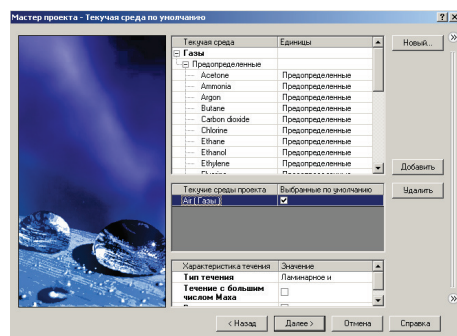 Мастер проекта - Текучая среда по умолчанию
Текучая среда Единицы
Газы
Предопределенные
Acetone Предопределенные
Ammonia Предопределенные
Argon Предопределенные
Butane Предопределенные
Carbon dioxide Предопределенные
Chlorine Предопределенные
Ethane Предопределенные
Ethanol Предопределенные
Ethylene Предопределенные
Новый...
Добавить
Текучие среды проекта Выбранные по умолчанию
Air ( Газы )
Удалить
Характеристика течения Значение
Тип течения Ламинарное и
Течение с большим
числом Маха
< Назад Далее > Отмена Справка